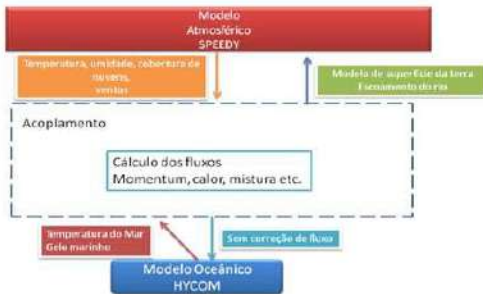 Modelo
Atmosférico
SPEEDY
Temperatura, umidade, cobertura de
nuvens,
ventos
Modelo de superfície da terra
Escoamento do rio
Acoplamento
Cálculo dos fluxos
Momentum, calor, mistura etc.
Temperatura do Mar
Gelo marinho
Sem correção de fluxo
Modelo Oceânico
HYCOM